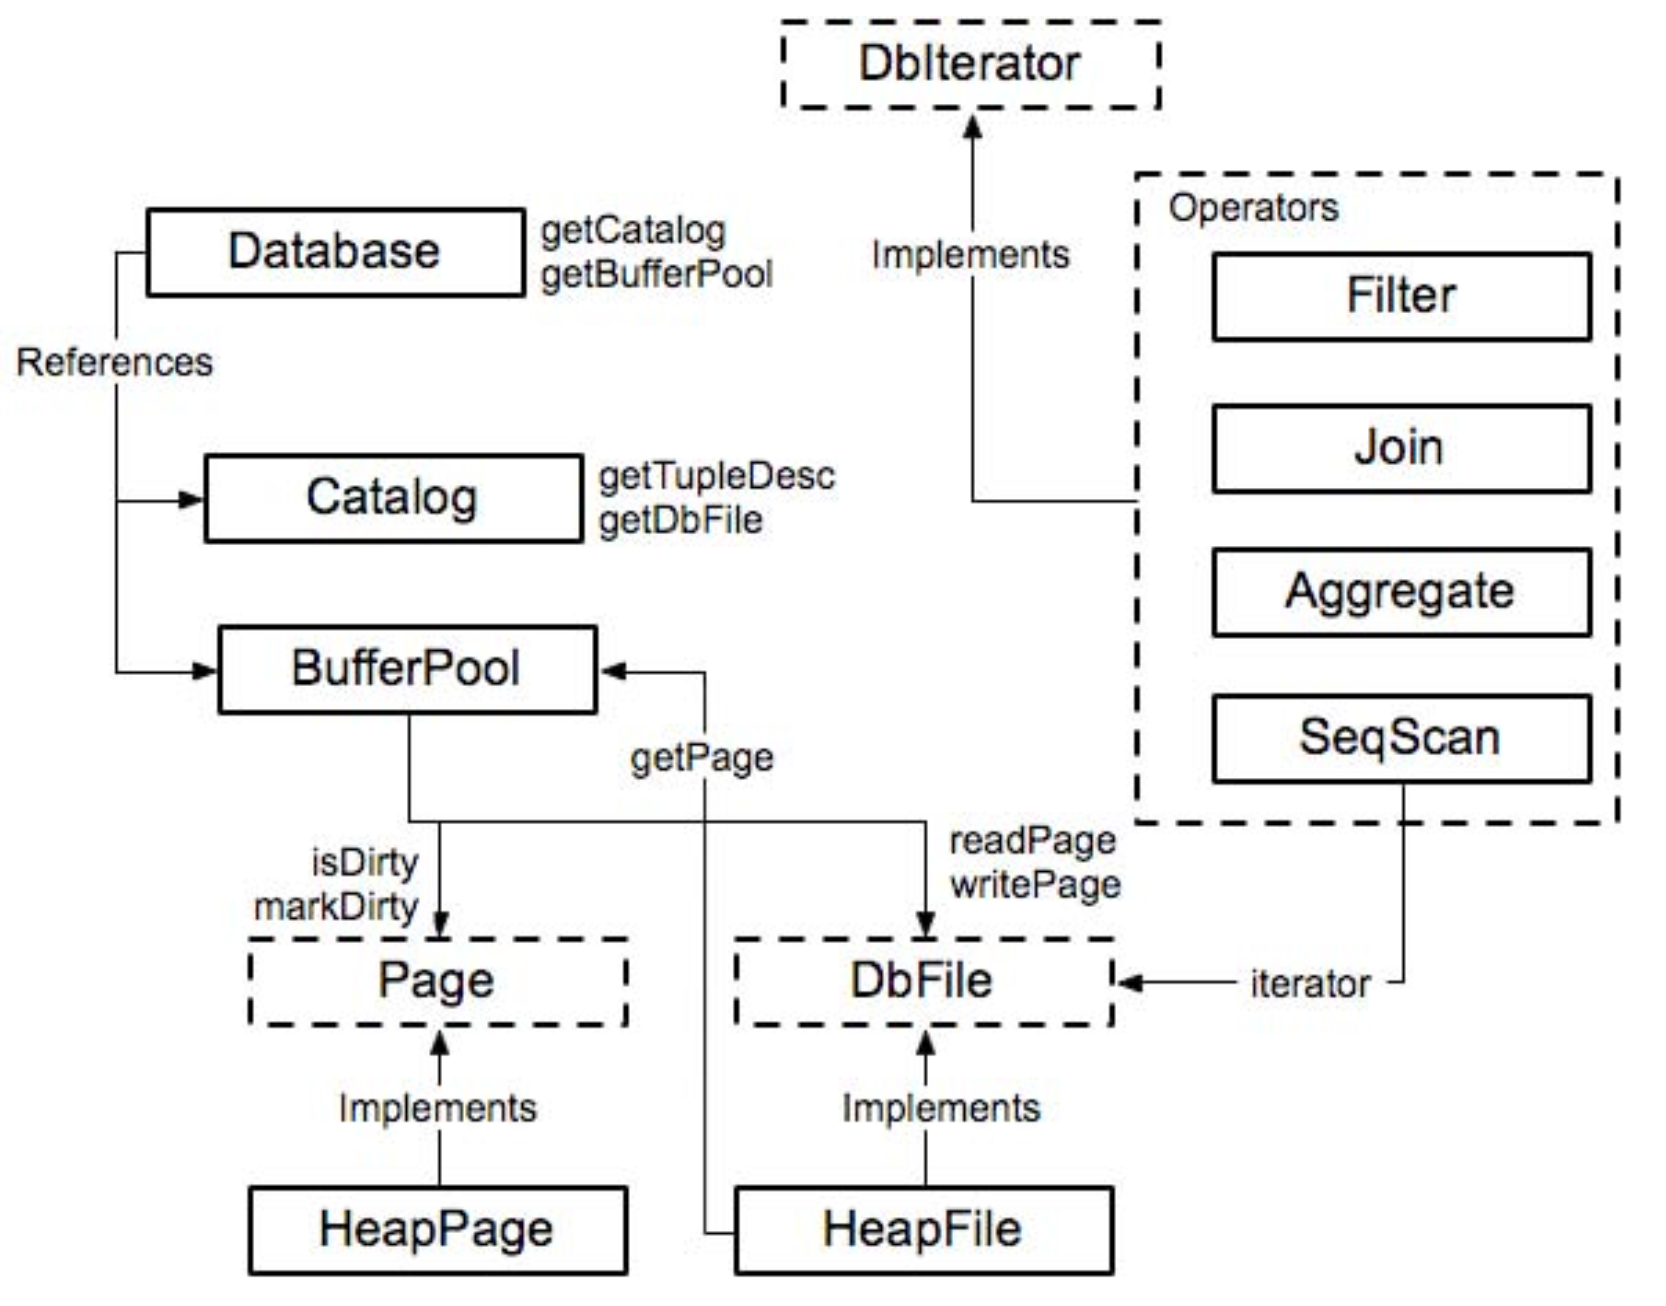 DbIterator
Operators
Database
getCatalog
getBufferPool
Implements
Filter
References
Join
Catalog
getTupleDesc
getDbFile
Aggregate
BufferPool
SeqScan
getPage
isDirty
markDirty
readPage
writePage
Page
DbFile
iterator
Implements
Implements
HeapPage
HeapFile